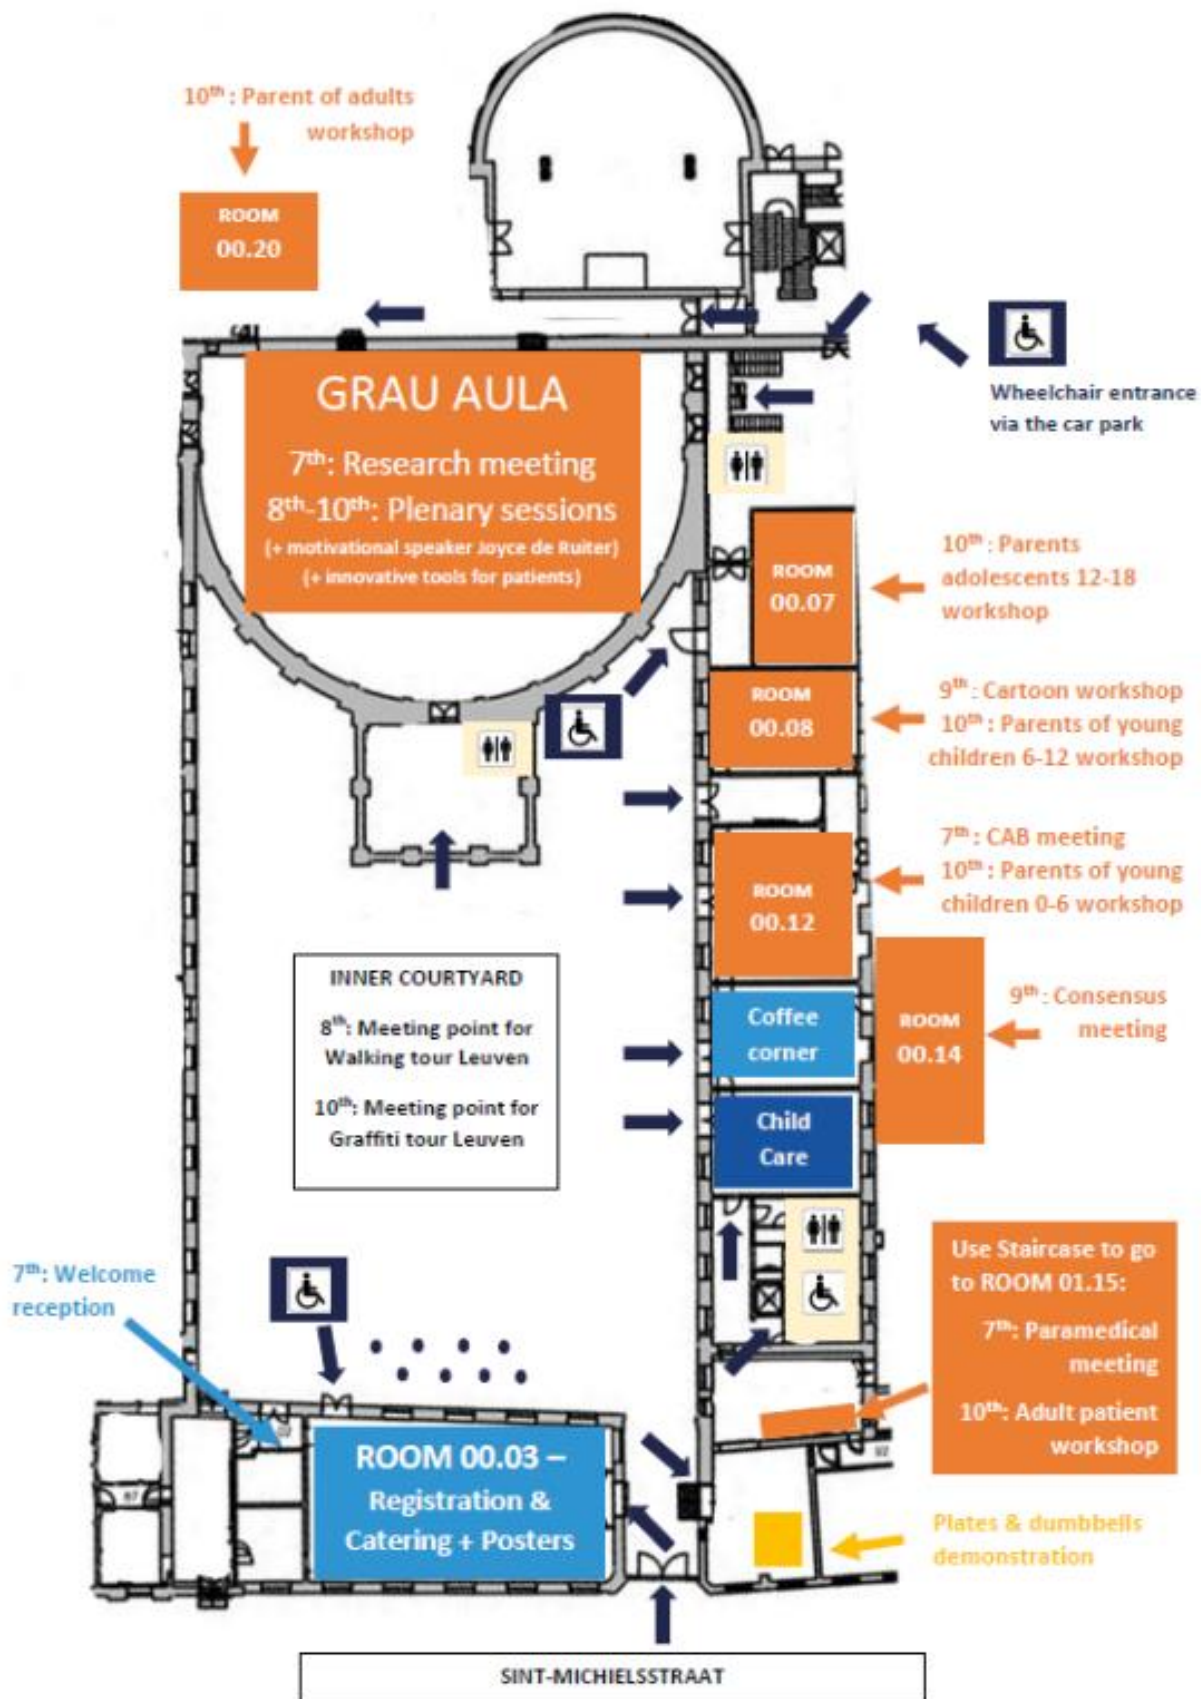 10th : Parent of adults
workshop
ROOM
00.20
GRAU AULA
7th: Research meeting
8th-10th: Plenary sessions
(+ motivational speaker Joyce de Ruiter)
(+ innovative tools for patients)
Wheelchair entrance
via the car park
ROOM
00.07
10th : Parents
adolescents 12-18
workshop
ROOM
00.08
9th : Cartoon workshop
10th : Parents of young
children 6-12 workshop
ROOM
00.12
7th : CAB meeting
10th : Parents of young
children 0-6 workshop
INNER COURTYARD
8th: Meeting point for
Walking tour Leuven
10th: Meeting point for
Graffiti tour Leuven
Coffee
corner
ROOM
00.14
9th : Consensus
meeting
Child
Care
7th: Welcome
reception
Use Staircase to go
to ROOM 01.15:
7th: Paramedical
meeting
10th: Adult patient
workshop
ROOM 00.03 –
Registration &
Catering + Posters
Plates & dumbbells
demonstration
SINT-MICHIELSSTRAAT